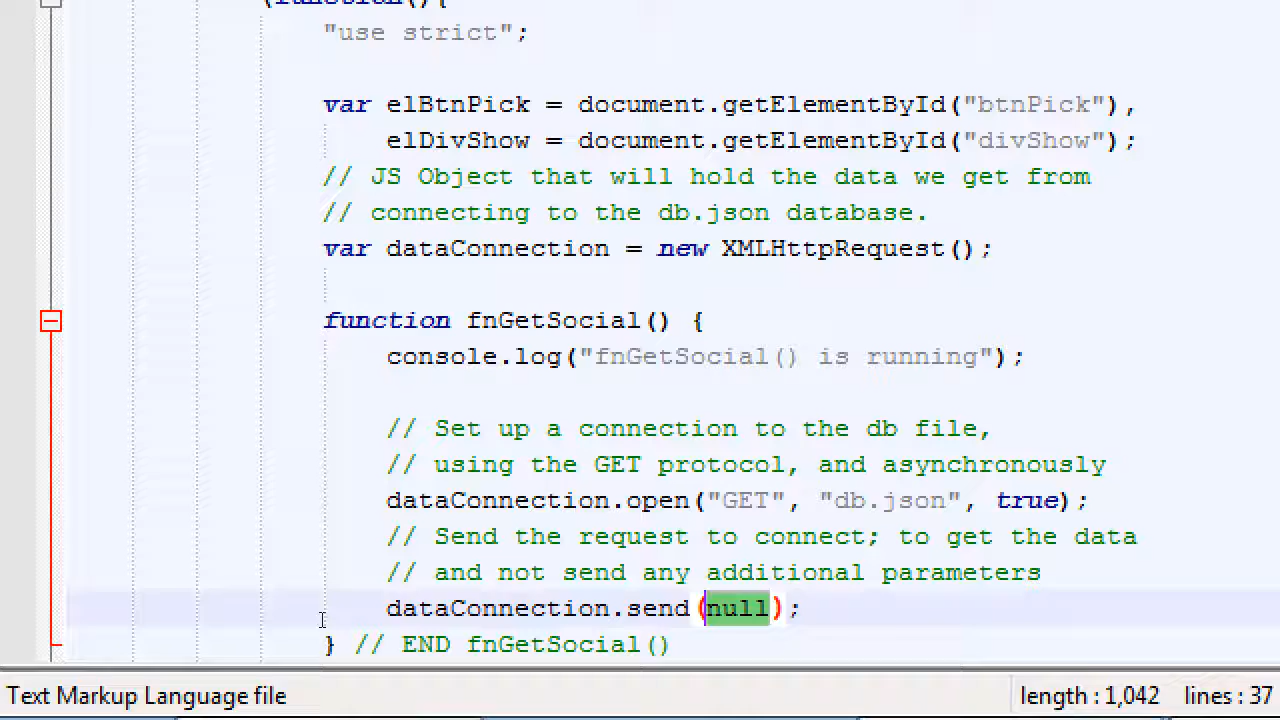 (function(){
"use strict";
var elBtnPick = document.getElementById("btnPick"),
elDivShow = document.getElementById("divShow");
// JS Object that will hold the data we get from
// connecting to the db.json database.
var dataConnection = new XMLHttpRequest();
function fnGetSocial() {
console.log("fnGetSocial() is running");
// Set up a connection to the db file,
// using the GET protocol, and asynchronously
dataConnection.open("GET", "db.json", true);
// Send the request to connect; to get the data
// and not send any additional parameters
dataConnection.send(null);
} // END fnGetSocial()
Text Markup Language file length : 1,042 lines : 37